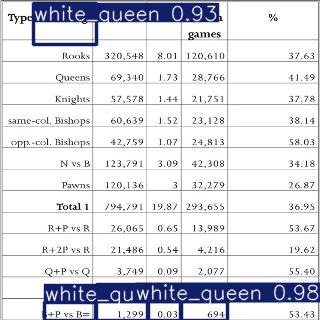 white_queen 0.93
Type %
games
Rooks 320,548 8.01 120,610 37.63
Queens 69,340 1.73 28,766 41.49
Knights 57,578 1.44 21,751 37.78
same-col. Bishops 60,639 1.52 23,128 38.14
opp.-col. Bishops 42,759 1.07 24,813 58.03
N vs B 123,791 3.09 42,308 34.18
Pawns 120,136 3 32,279 26.87
Total 1 794,791 19.87 293,655 36.95
R+P vs R 26,065 0.65 13,989 53.67
R+2P vs R 21,486 0.54 4,216 19.62
Q+P vs Q 3,749 0.09 2,077 55.40
white_qu white_queen 0.98
+P vs B= 1,299 0.03 694 53.43